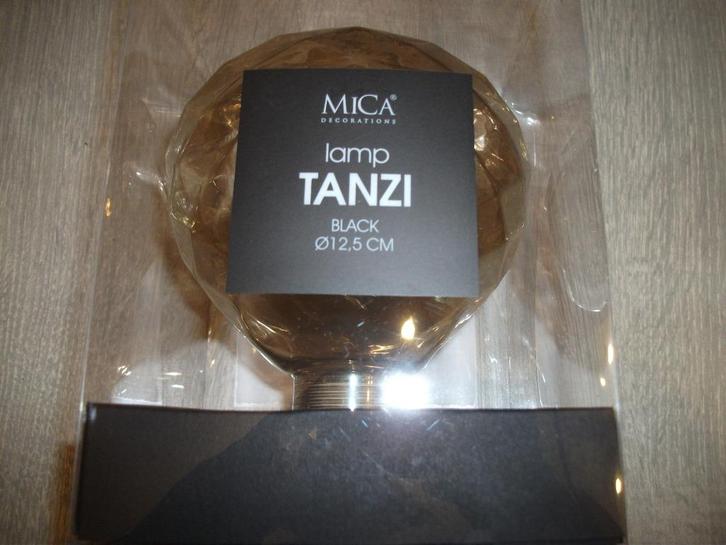 MICA®
DECORATIONS
lamp
TANZI
BLACK
Ø12,5 CM